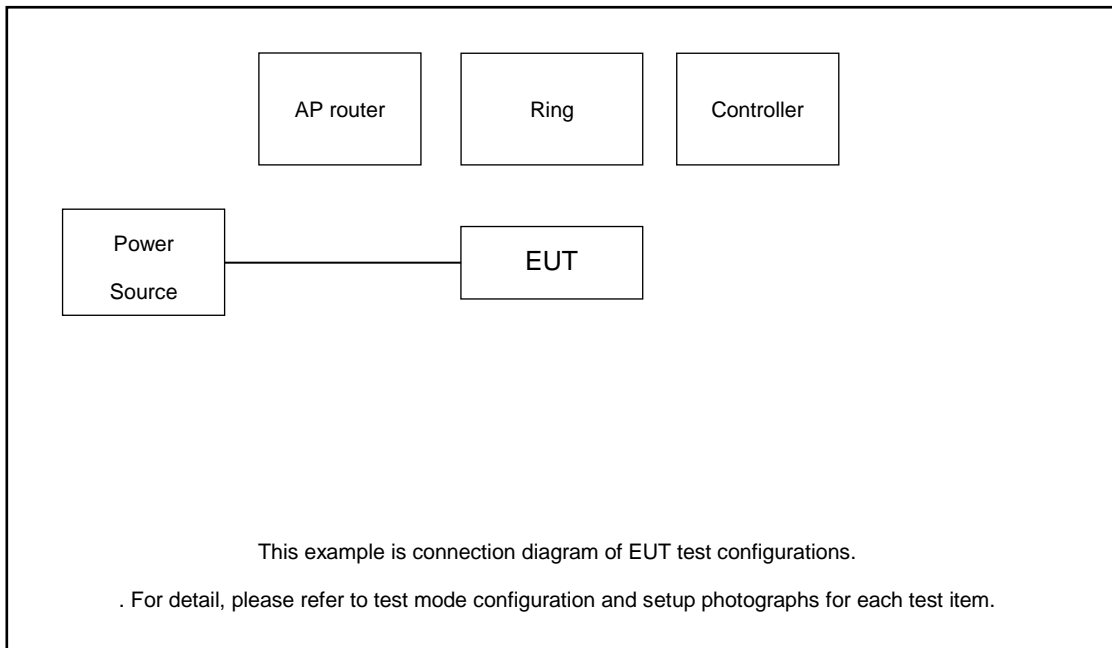 AP router
Ring
Controller
Power
Source
EUT
This example is connection diagram of EUT test configurations.
. For detail, please refer to test mode configuration and setup photographs for each test item.